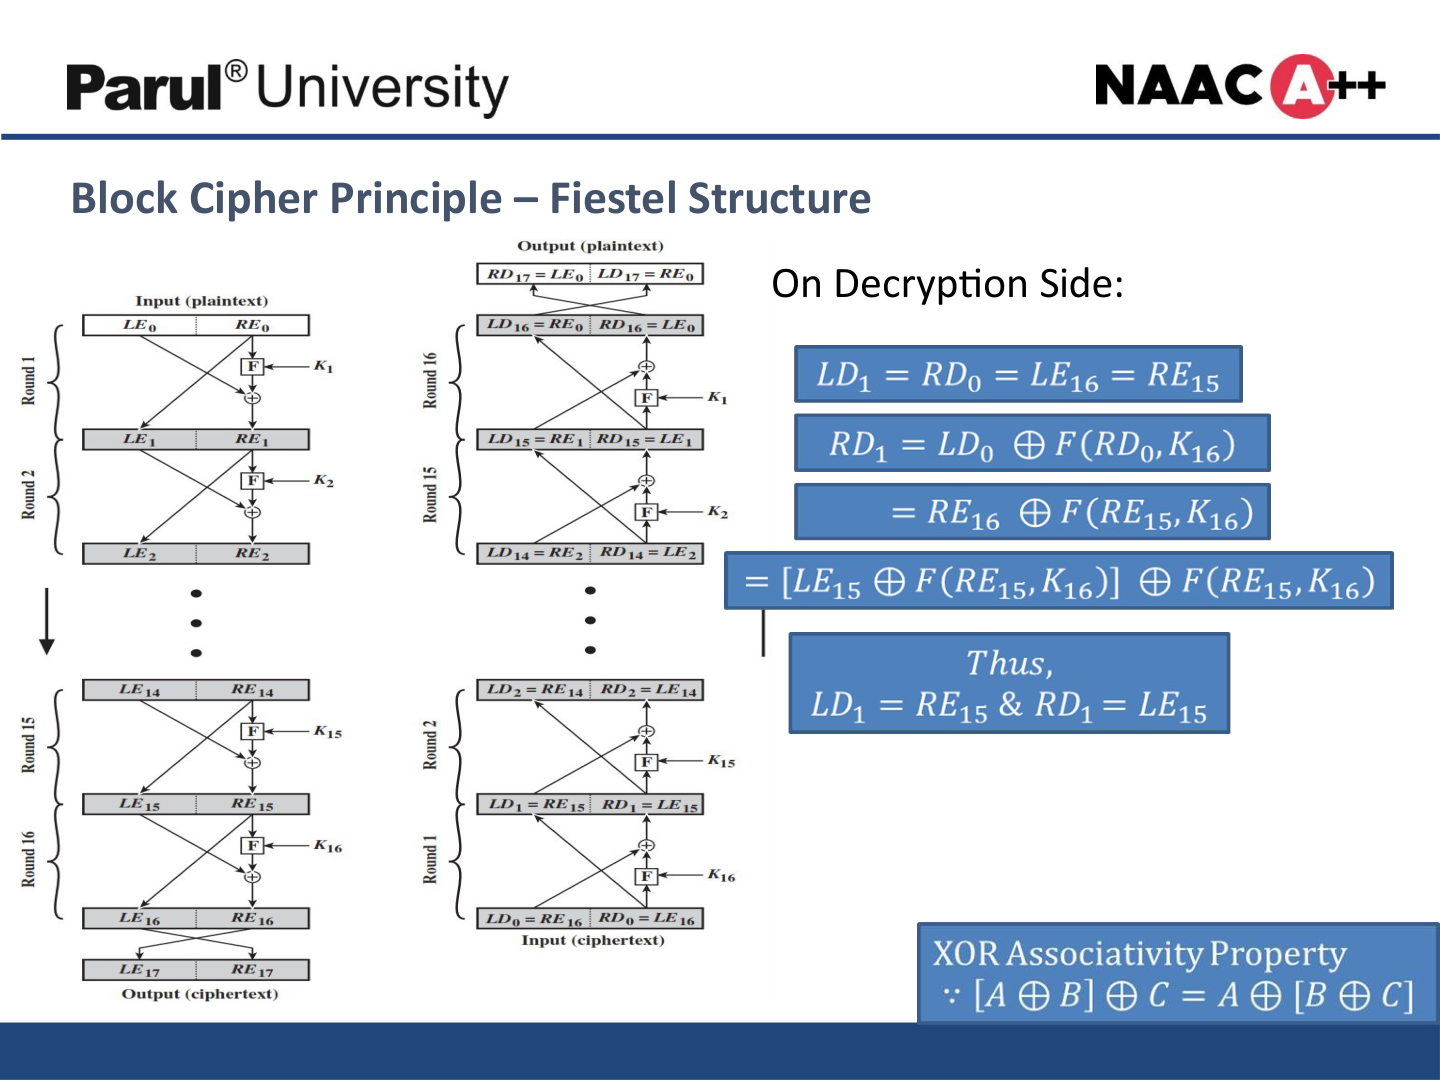 Parul® University
NAAC A++
Block Cipher Principle – Fiestel Structure
Input (plaintext)
LE₀ RE₀
Round 1
F K₁
LE₁ RE₁
Round 2
F K₂
LE₂ RE₂
LE₁₄ RE₁₄
Round 15
F K₁₅
LE₁₅ RE₁₅
Round 16
F K₁₆
LE₁₆ RE₁₆
LE₁₇ RE₁₇
Output (ciphertext)
Output (plaintext)
RD₁₇ = LE₀ LD₁₇ = RE₀
LD₁₆ = RE₀ RD₁₆ = LE₀
Round 16
F K₁
LD₁₅ = RE₁ RD₁₅ = LE₁
Round 15
F K₂
LD₁₄ = RE₂ RD₁₄ = LE₂
LD₂ = RE₁₄ RD₂ = LE₁₄
Round 2
F K₁₅
LD₁ = RE₁₅ RD₁ = LE₁₅
Round 1
F K₁₆
LD₀ = RE₁₆ RD₀ = LE₁₆
Input (ciphertext)
On Decryption Side:
LD₁ = RD₀ = LE₁₆ = RE₁₅
RD₁ = LD₀ ⊕ F(RD₀, K₁₆)
= RE₁₆ ⊕ F(RE₁₅, K₁₆)
= [LE₁₅ ⊕ F(RE₁₅, K₁₆)] ⊕ F(RE₁₅, K₁₆)
Thus,
LD₁ = RE₁₅ & RD₁ = LE₁₅
XOR Associativity Property
∵ [A ⊕ B] ⊕ C = A ⊕ [B ⊕ C]